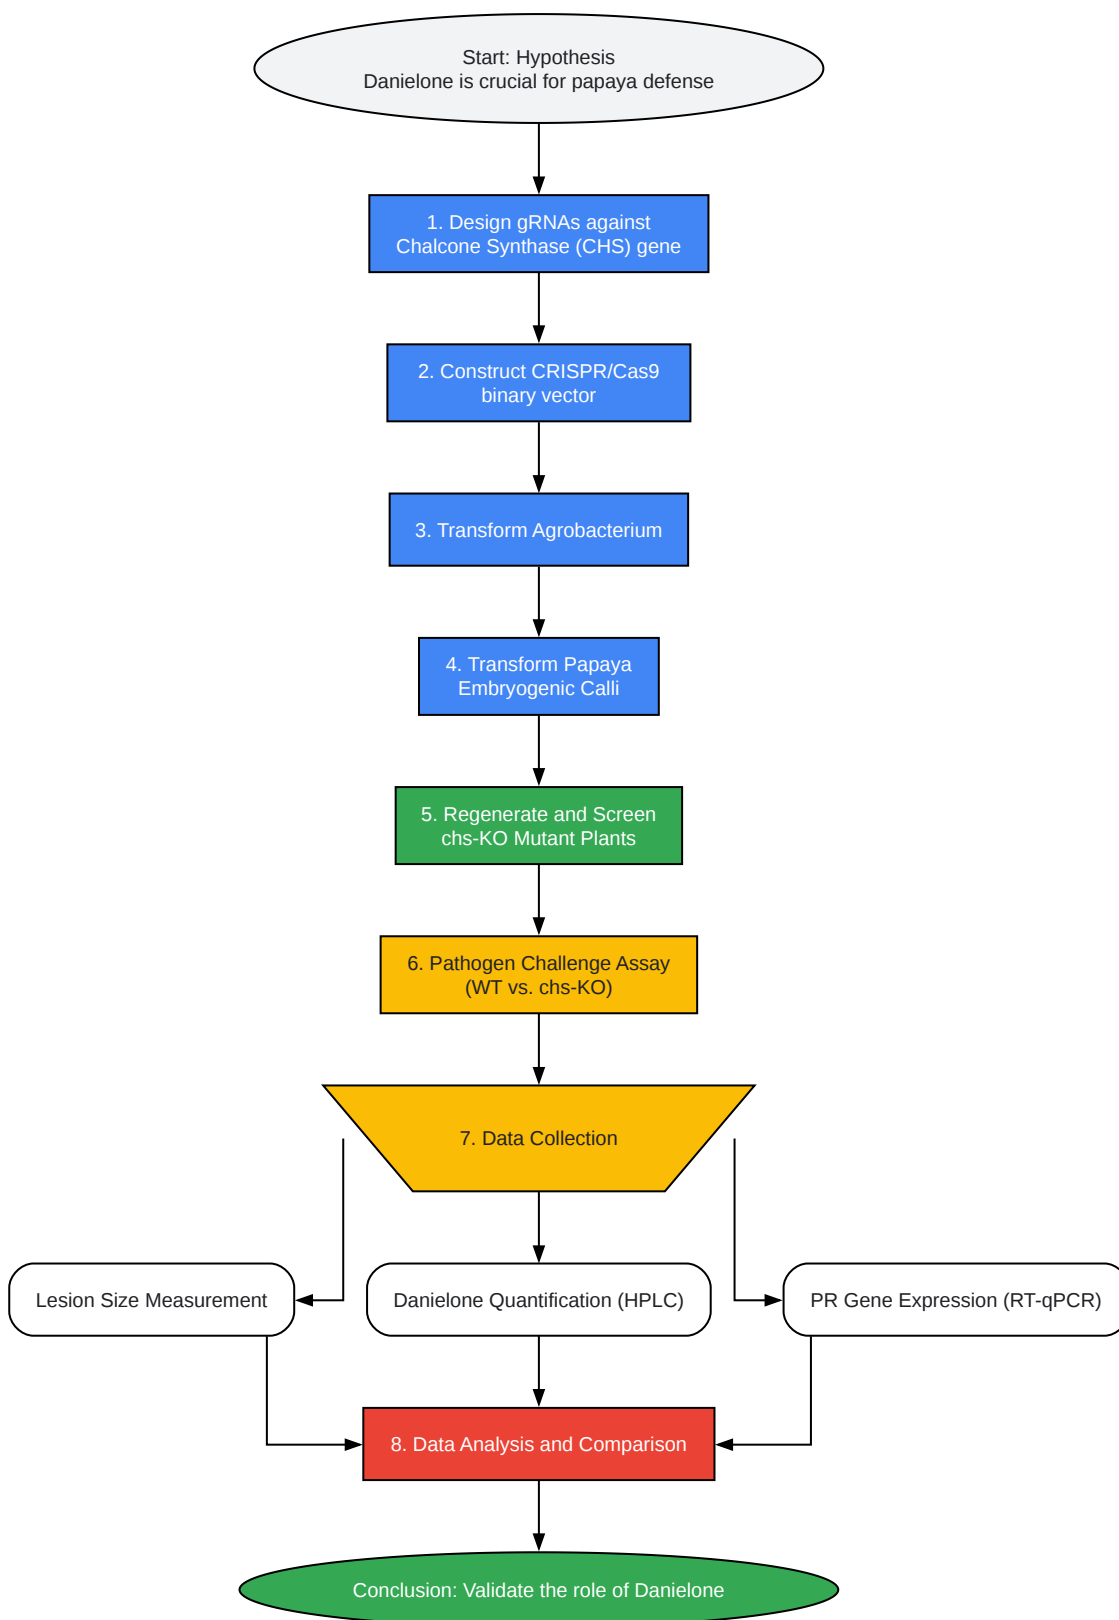 Start: Hypothesis
Danielone is crucial for papaya defense
1. Design gRNAs against
Chalcone Synthase (CHS) gene
2. Construct CRISPR/Cas9
binary vector
3. Transform Agrobacterium
4. Transform Papaya
Embryogenic Calli
5. Regenerate and Screen
chs-KO Mutant Plants
6. Pathogen Challenge Assay
(WT vs. chs-KO)
7. Data Collection
Lesion Size Measurement
Danielone Quantification (HPLC)
PR Gene Expression (RT-qPCR)
8. Data Analysis and Comparison
Conclusion: Validate the role of Danielone